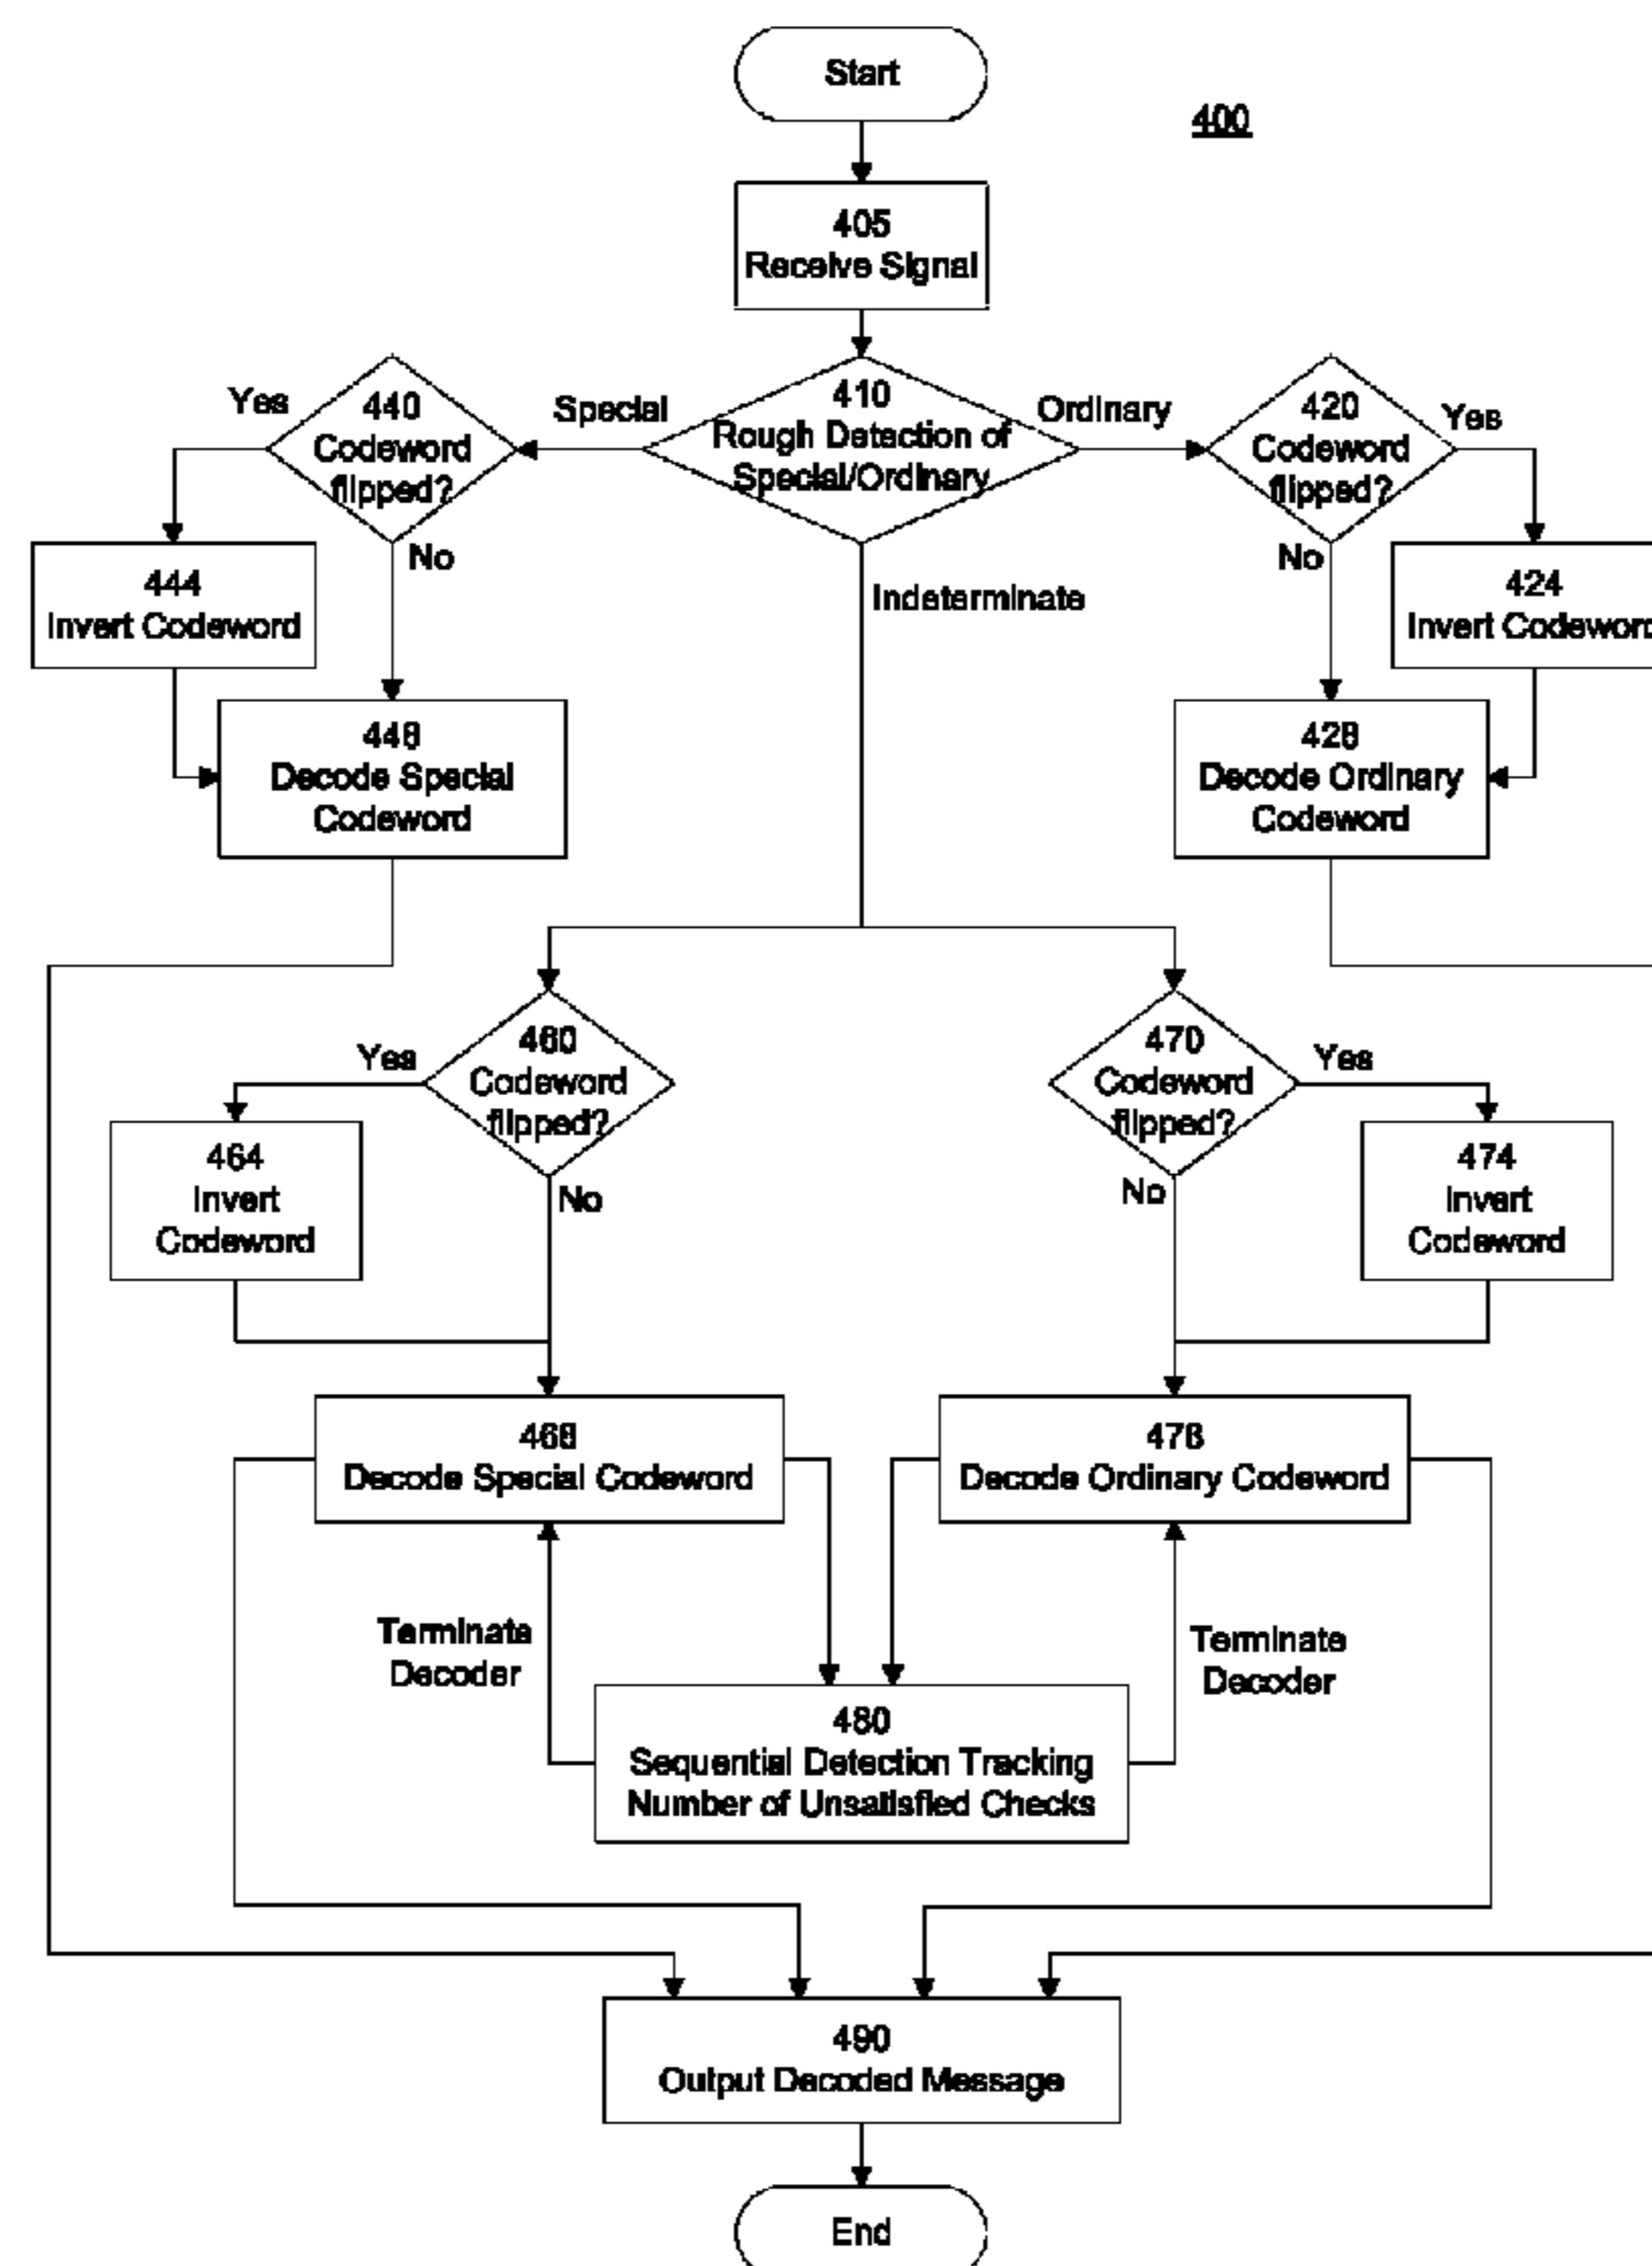 Start
400
405
Receive Signal
410
Rough Detection of
Special/Ordinary
Special
Ordinary
Indeterminate
440
Codeword
flipped?
Yes
No
420
Codeword
flipped?
Yes
No
444
Invert Codeword
424
Invert Codeword
448
Decode Special
Codeword
428
Decode Ordinary
Codeword
460
Codeword
flipped?
Yes
No
470
Codeword
flipped?
Yes
No
464
Invert
Codeword
474
Invert
Codeword
468
Decode Special Codeword
478
Decode Ordinary Codeword
Terminate
Decoder
Terminate
Decoder
480
Sequential Detection Tracking
Number of Unsatisfied Checks
490
Output Decoded Message
End